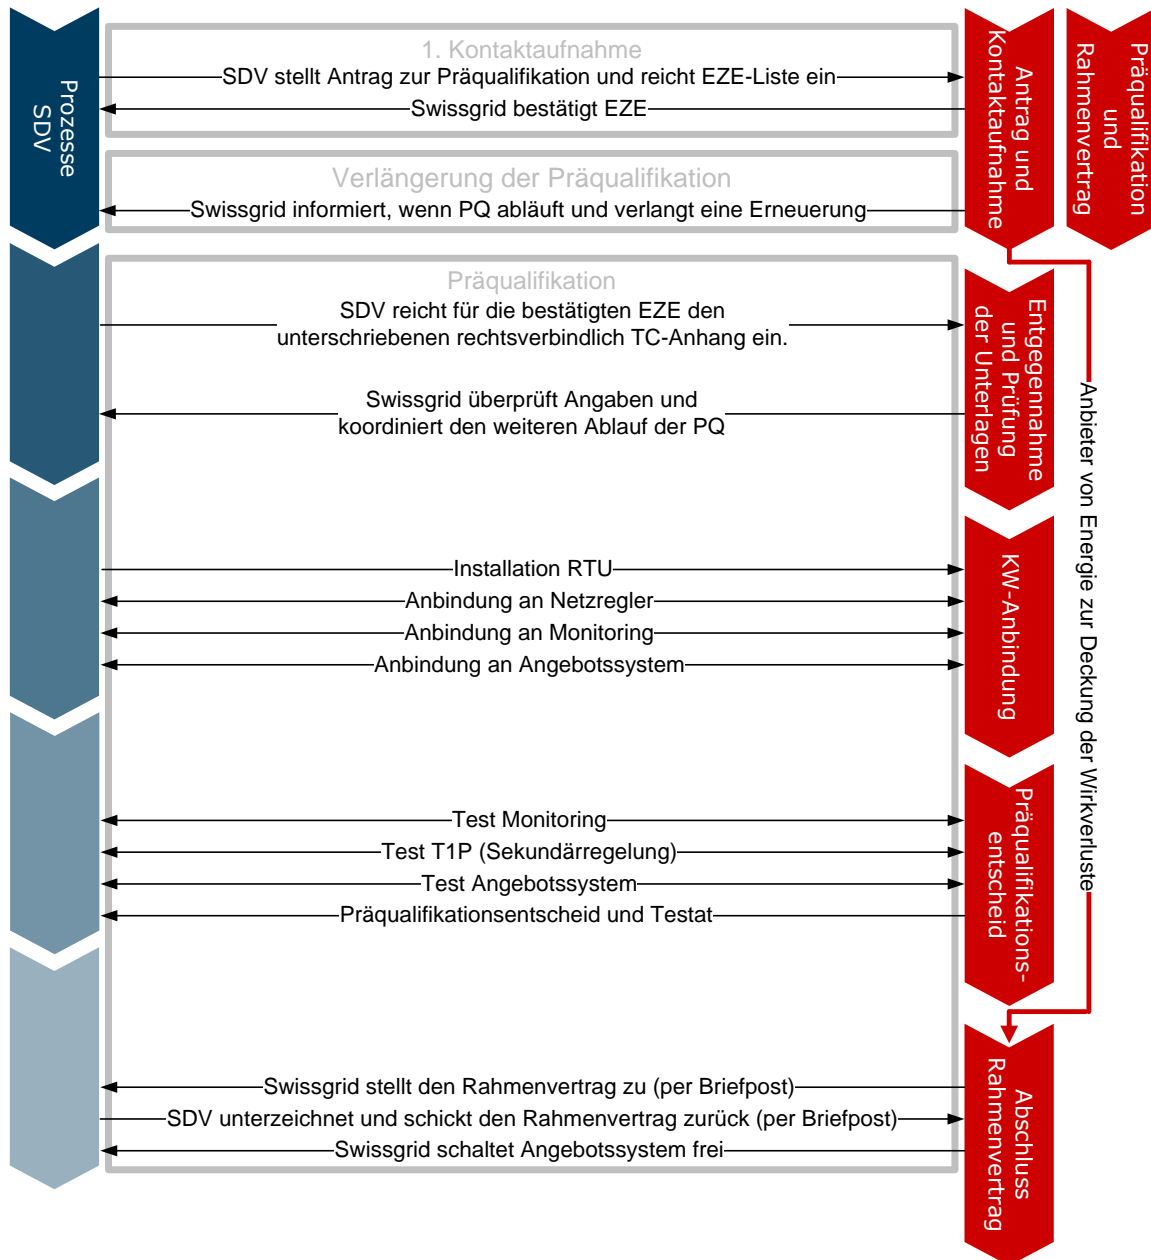 Prozesse
SDV
1. Kontaktaufnahme
SDV stellt Antrag zur Präqualifikation und reicht EZE-Liste ein
Swissgrid bestätigt EZE
Antrag und
Kontaktaufnahme
Präqualifikation
und
Rahmenvertrag
Verlängerung der Präqualifikation
Swissgrid informiert, wenn PQ abläuft und verlangt eine Erneuerung
Präqualifikation
SDV reicht für die bestätigten EZE den
unterschriebenen rechtsverbindlich TC-Anhang ein.
Swissgrid überprüft Angaben und
koordiniert den weiteren Ablauf der PQ
Entgegennahme
und Prüfung
der Unterlagen
Anbieter von Energie zur Deckung der Wirkverluste
Installation RTU
Anbindung an Netzregler
Anbindung an Monitoring
Anbindung an Angebotssystem
KW-Anbindung
Test Monitoring
Test T1P (Sekundärregelung)
Test Angebotssystem
Präqualifikationsentscheid und Testat
Präqualifikations-
entscheid
Swissgrid stellt den Rahmenvertrag zu (per Briefpost)
SDV unterzeichnet und schickt den Rahmenvertrag zurück (per Briefpost)
Swissgrid schaltet Angebotssystem frei
Abschluss
Rahmenvertrag